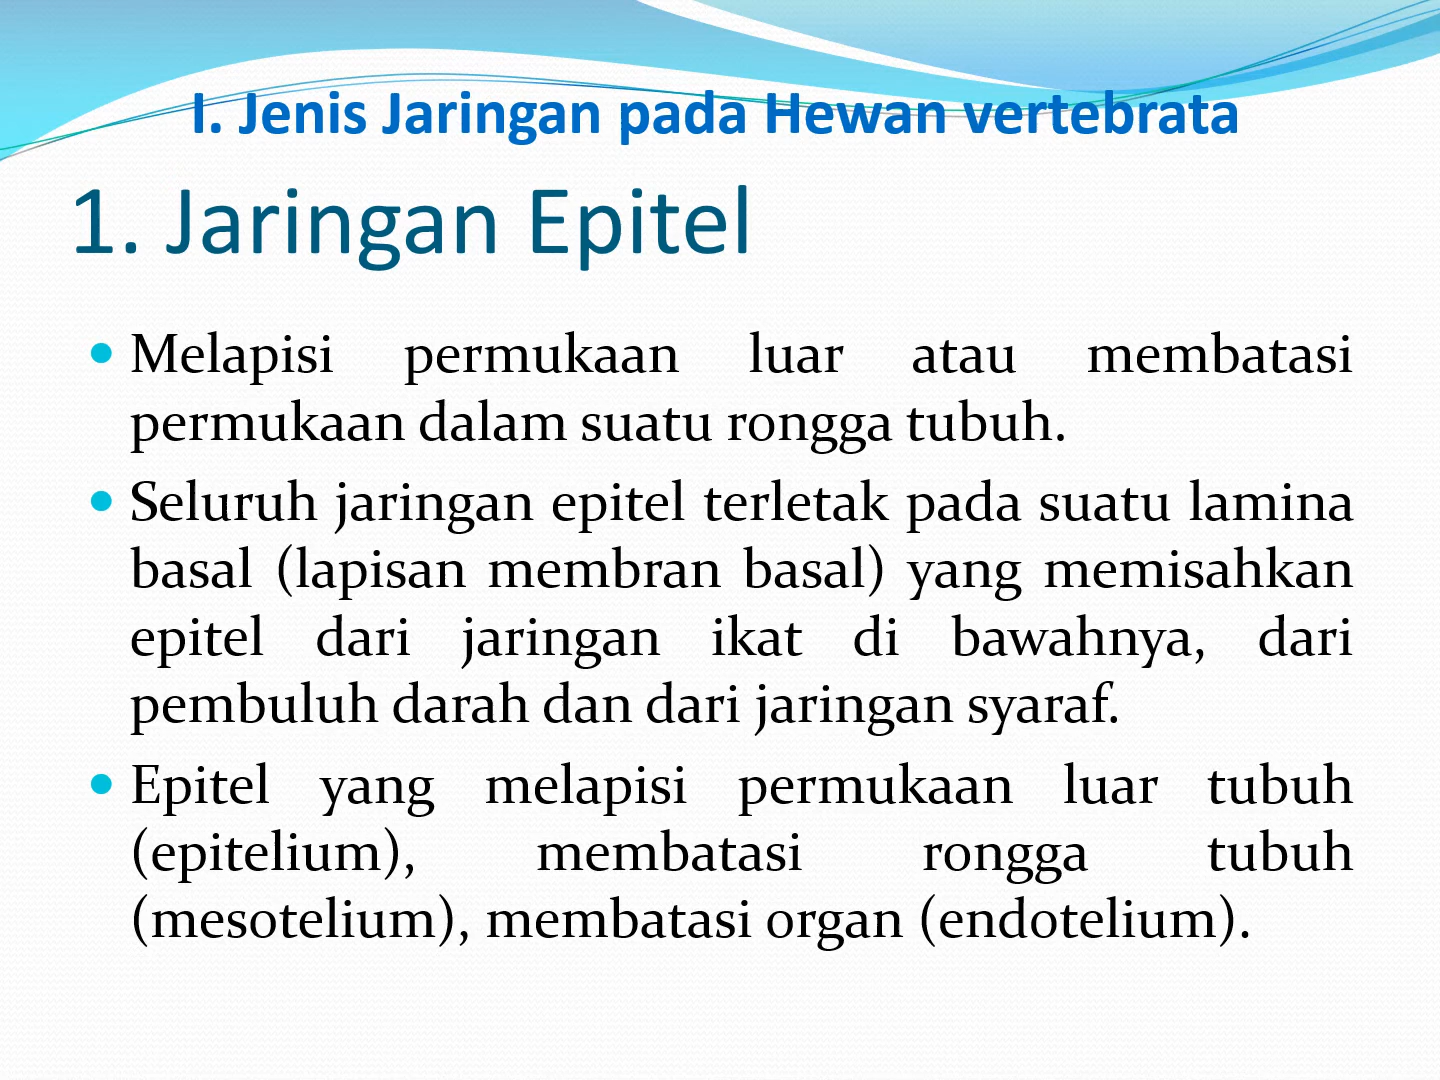 I. Jenis Jaringan pada Hewan vertebrata
1. Jaringan Epitel
• Melapisi permukaan luar atau membatasi
permukaan dalam suatu rongga tubuh.
• Seluruh jaringan epitel terletak pada suatu lamina
basal (lapisan membran basal) yang memisahkan
epitel dari jaringan ikat di bawahnya, dari
pembuluh darah dan dari jaringan syaraf.
• Epitel yang melapisi permukaan luar tubuh
(epitelium), membatasi rongga tubuh
(mesotelium), membatasi organ (endotelium).